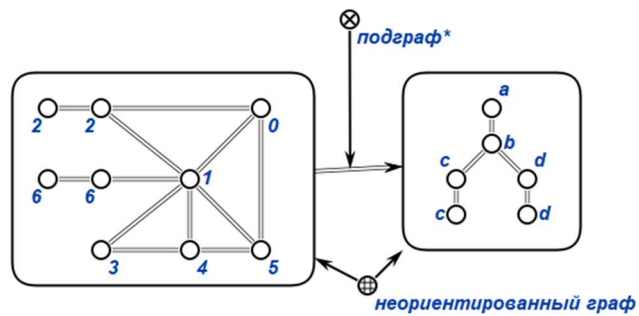 подграф*
2 2 0
6 6 1
3 4 5
a
b
c d
c d
неориентированный граф